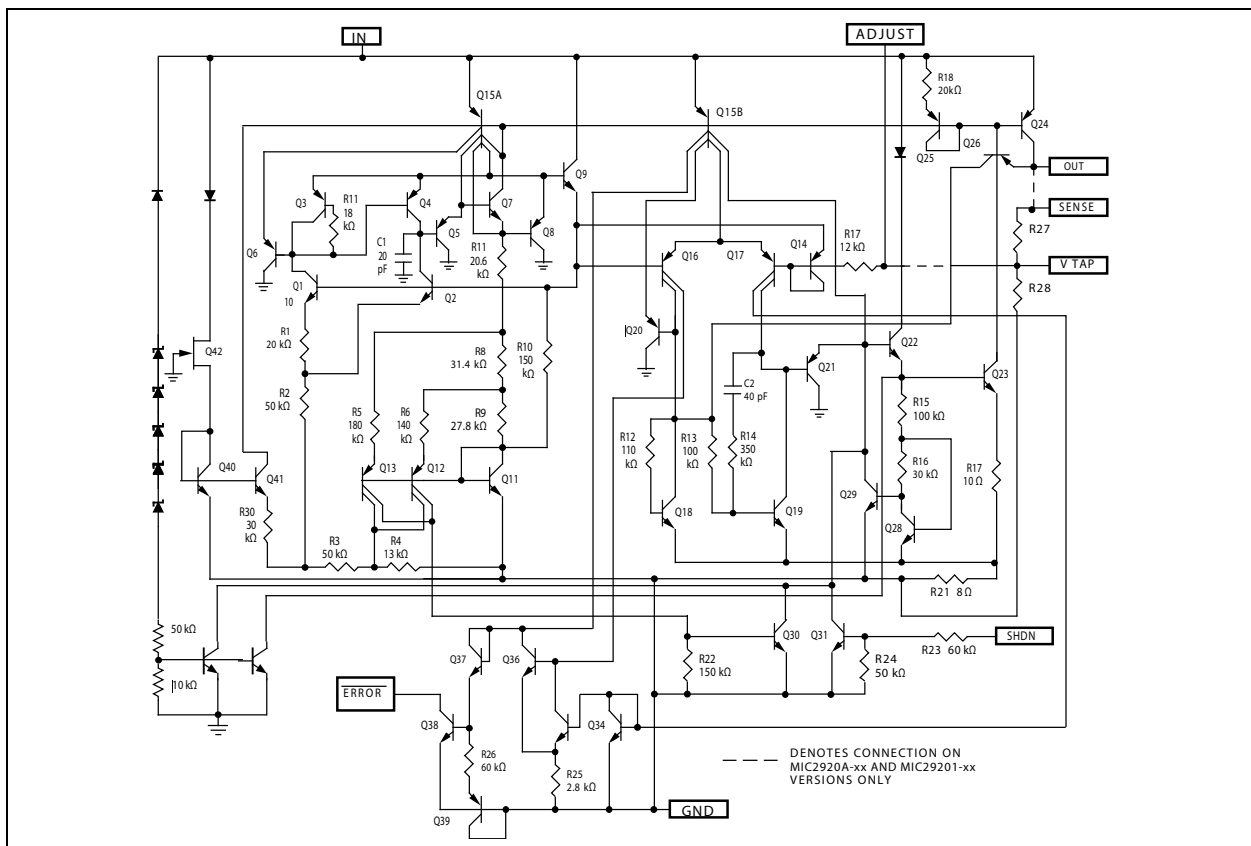 IN
ADJUST
R18
20kΩ
Q15A
Q15B
Q24
Q25
Q26
OUT
Q9
Q3
R11
18
kΩ
Q4
Q7
SENSE
Q5
Q8
R27
Q6
C1
20
pF
R11
20.6
kΩ
Q16
Q17
Q14
R17
12 kΩ
V TAP
R28
Q1
10
Q2
Q20
Q42
R1
20 kΩ
R8
31.4 kΩ
R10
150
kΩ
Q22
Q21
Q23
R2
50 kΩ
C2
40 pF
R15
100 kΩ
R5
180
kΩ
R6
140
kΩ
R9
27.8 kΩ
R12
110
kΩ
R13
100
kΩ
R14
350
kΩ
R16
30 kΩ
R17
10 Ω
Q40
Q41
Q13
Q12
Q11
Q29
R30
30
kΩ
Q18
Q19
Q28
R3
50 kΩ
R4
13 kΩ
R21 8 Ω
50 kΩ
10 kΩ
Q37
Q36
Q30
Q31
SHDN
R23 60 kΩ
R22
150 kΩ
R24
50 kΩ
ERROR
Q38
Q34
R26
60 kΩ
R25
2.8 kΩ
Q39
GND
DENOTES CONNECTION ON
MIC2920A-xx AND MIC29201-xx
VERSIONS ONLY